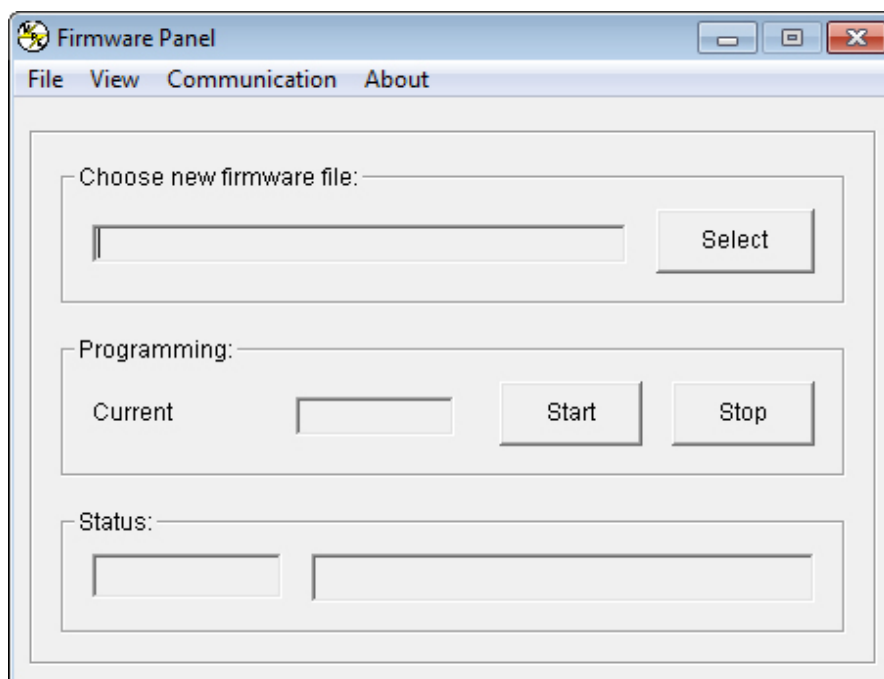 Firmware Panel
File View Communication About
Choose new firmware file:
Select
Programming:
Current Start Stop
Status: